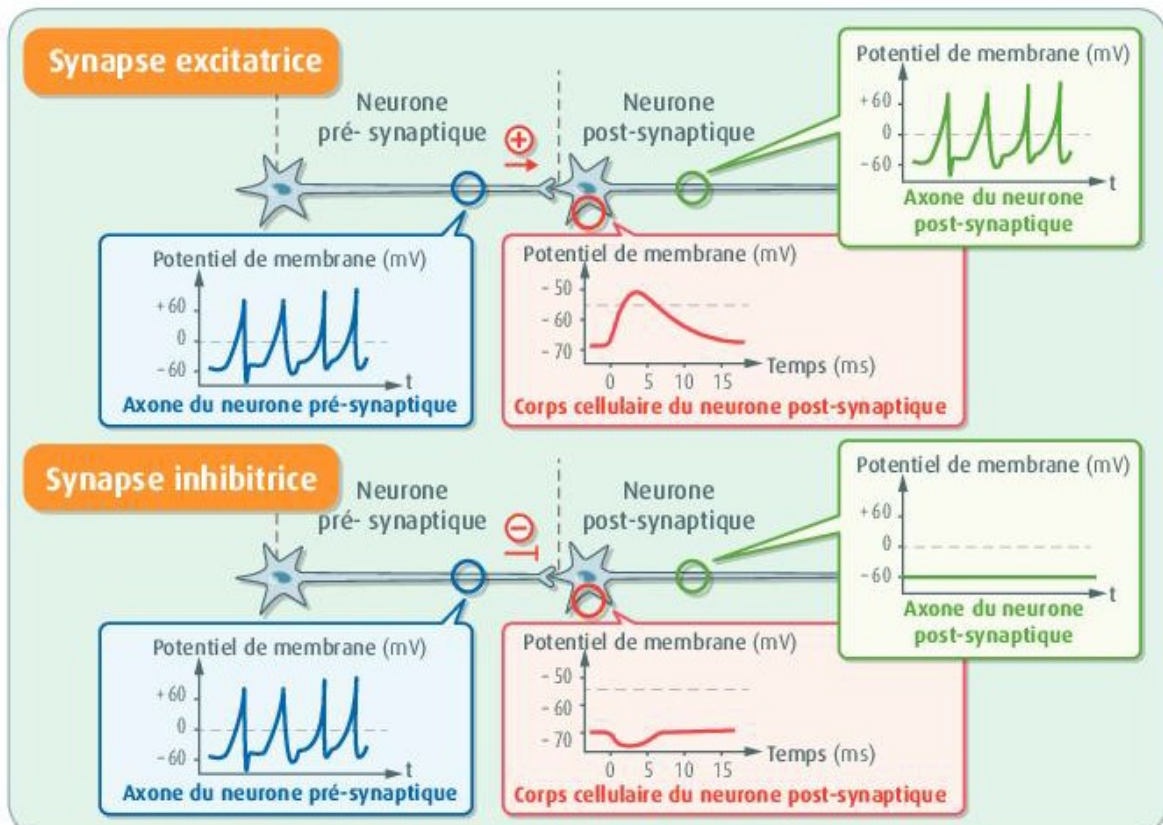 Synapse excitatrice
Neurone
pré- synaptique
+
Neurone
post-synaptique
Potentiel de membrane (mV)
+60
0
-60
t
Axone du neurone
post-synaptique
Potentiel de membrane (mV)
+60
0
-60
t
Axone du neurone pré-synaptique
Potentiel de membrane (mV)
- 50
- 60
- 70
0 5 10 15
Temps (ms)
Corps cellulaire du neurone post-synaptique
Synapse inhibitrice
Neurone
pré- synaptique
−
Neurone
post-synaptique
Potentiel de membrane (mV)
+60
0
-60
t
Axone du neurone
post-synaptique
Potentiel de membrane (mV)
+60
0
-60
t
Axone du neurone pré-synaptique
Potentiel de membrane (mV)
- 50
- 60
- 70
0 5 10 15
Temps (ms)
Corps cellulaire du neurone post-synaptique